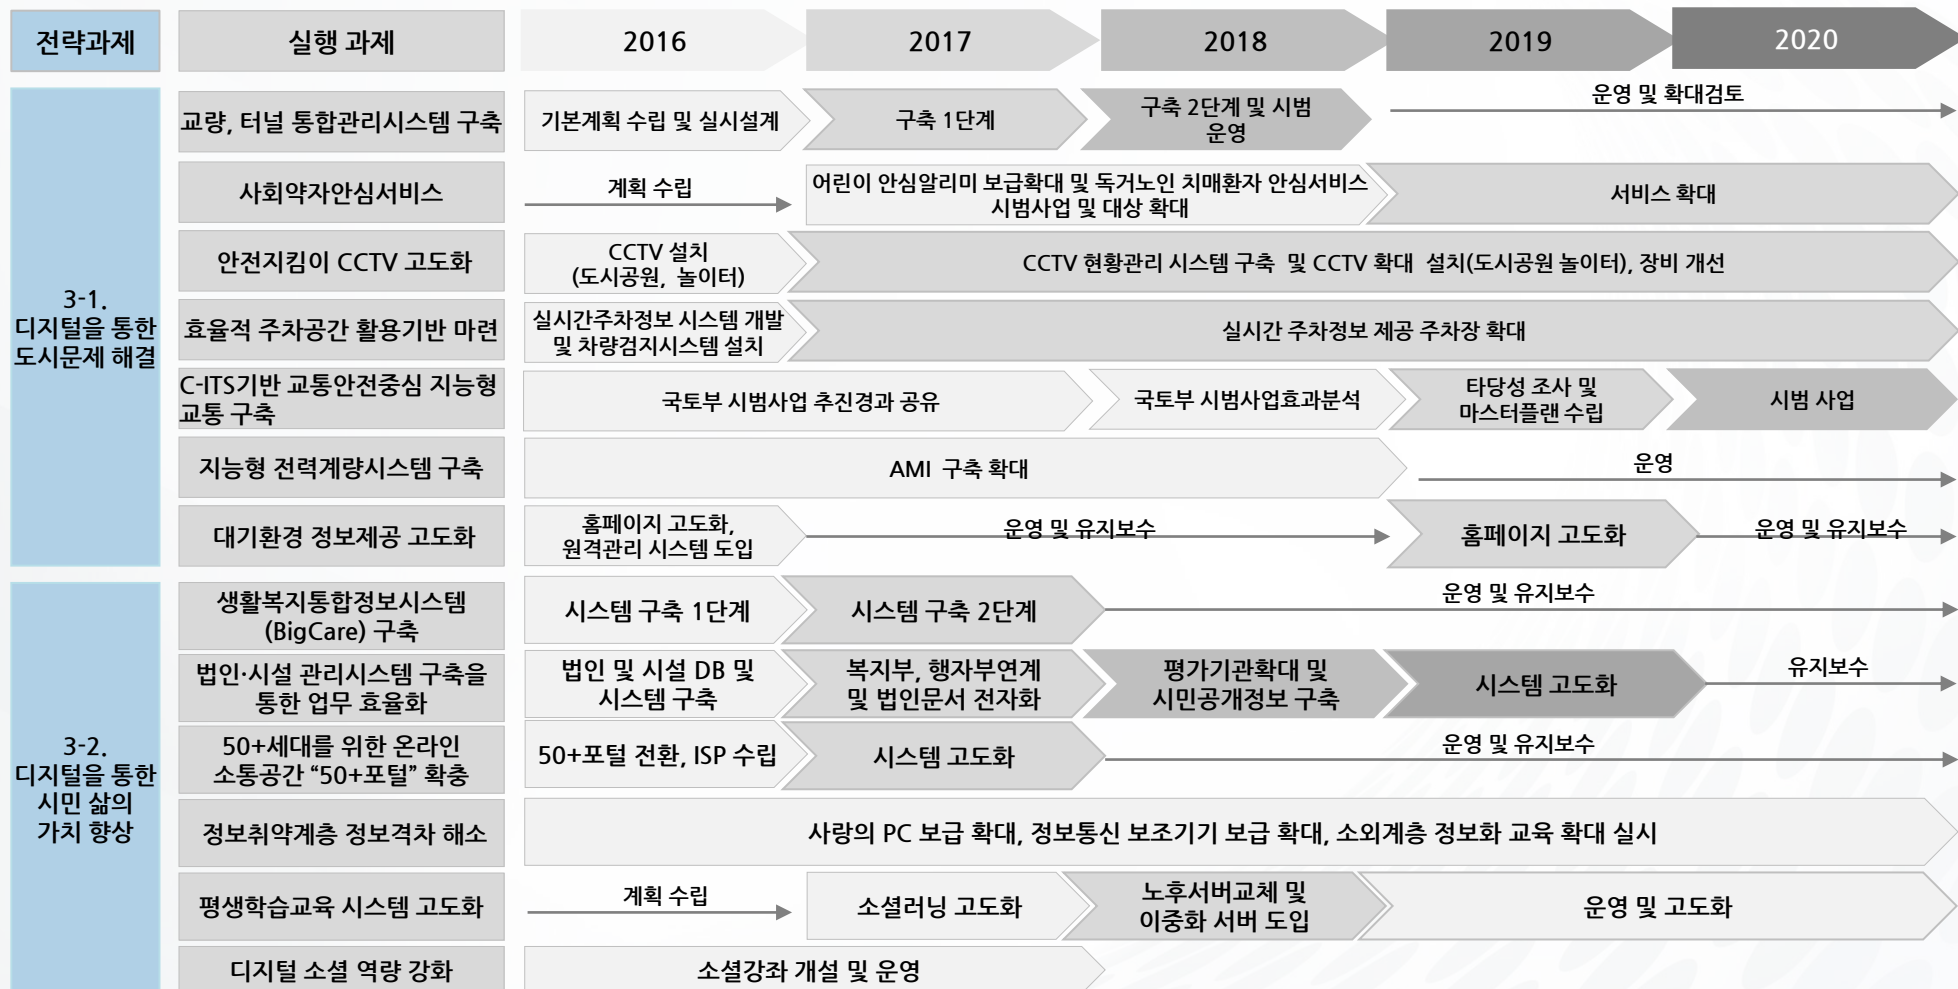 전략과제
실행 과제
2016
2017
2018
2019
2020
3-1.
디지털을 통한
도시문제 해결
교량, 터널 통합관리시스템 구축
기본계획 수립 및 실시설계
구축 1단계
구축 2단계 및 시범
운영
운영 및 확대검토
사회약자안심서비스
계획 수립
어린이 안심알리미 보급확대 및 독거노인 치매환자 안심서비스
시범사업 및 대상 확대
서비스 확대
안전지킴이 CCTV 고도화
CCTV 설치
(도시공원, 놀이터)
CCTV 현황관리 시스템 구축 및 CCTV 확대 설치(도시공원 놀이터), 장비 개선
효율적 주차공간 활용기반 마련
실시간주차정보 시스템 개발
및 차량검지시스템 설치
실시간 주차정보 제공 주차장 확대
C-ITS기반 교통안전중심 지능형
교통 구축
국토부 시범사업 추진경과 공유
국토부 시범사업효과분석
타당성 조사 및
마스터플랜 수립
시범 사업
지능형 전력계량시스템 구축
AMI 구축 확대
운영
대기환경 정보제공 고도화
홈페이지 고도화,
원격관리 시스템 도입
운영 및 유지보수
홈페이지 고도화
운영 및 유지보수
3-2.
디지털을 통한
시민 삶의
가치 향상
생활복지통합정보시스템
(BigCare) 구축
시스템 구축 1단계
시스템 구축 2단계
운영 및 유지보수
법인·시설 관리시스템 구축을
통한 업무 효율화
법인 및 시설 DB 및
시스템 구축
복지부, 행자부연계
및 법인문서 전자화
평가기관확대 및
시민공개정보 구축
시스템 고도화
유지보수
50+세대를 위한 온라인
소통공간 “50+포털” 확충
50+포털 전환, ISP 수립
시스템 고도화
운영 및 유지보수
정보취약계층 정보격차 해소
사랑의 PC 보급 확대, 정보통신 보조기기 보급 확대, 소외계층 정보화 교육 확대 실시
평생학습교육 시스템 고도화
계획 수립
소셜러닝 고도화
노후서버교체 및
이중화 서버 도입
운영 및 고도화
디지털 소셜 역량 강화
소셜강좌 개설 및 운영